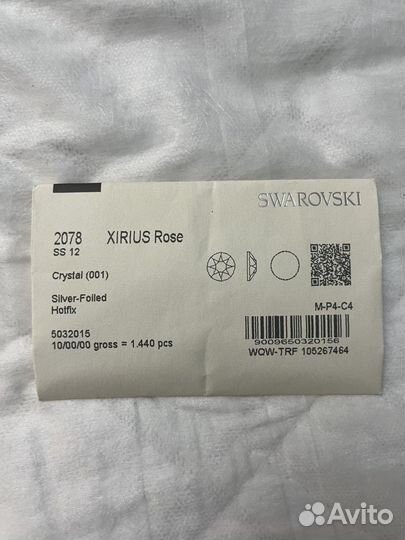 SWAROVSKI
2078 XIRIUS Rose
SS 12
Crystal (001)
Silver-Foiled
Hotfix
M-P4-C4
5032015
10/00/00 gross = 1.440 pcs
9009650320156
WQW-TRF 105267464
Avito